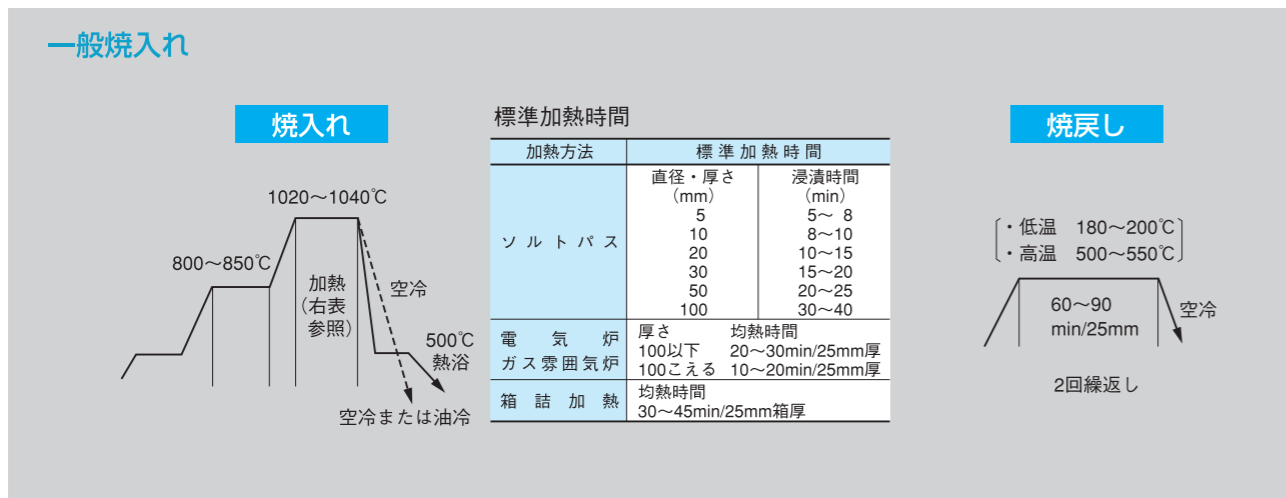 一般焼入れ
焼入れ
1020～1040℃
800～850℃
加熱
（右表
参照）
空冷
500℃
熱浴
空冷または油冷
標準加熱時間
加熱方法 標準加熱時間
ソルトバス
直径・厚さ 浸漬時間
（mm） （min）
5 5～ 8
10 8～10
20 10～15
30 15～20
50 20～25
100 30～40
電気炉
ガス雰囲気炉
厚さ 均熱時間
100以下 20～30min/25mm厚
100こえる 10～20min/25mm厚
箱詰加熱
均熱時間
30～45min/25mm箱厚
焼戻し
・低温 180～200℃
・高温 500～550℃
60～90
min/25mm
空冷
2回繰返し